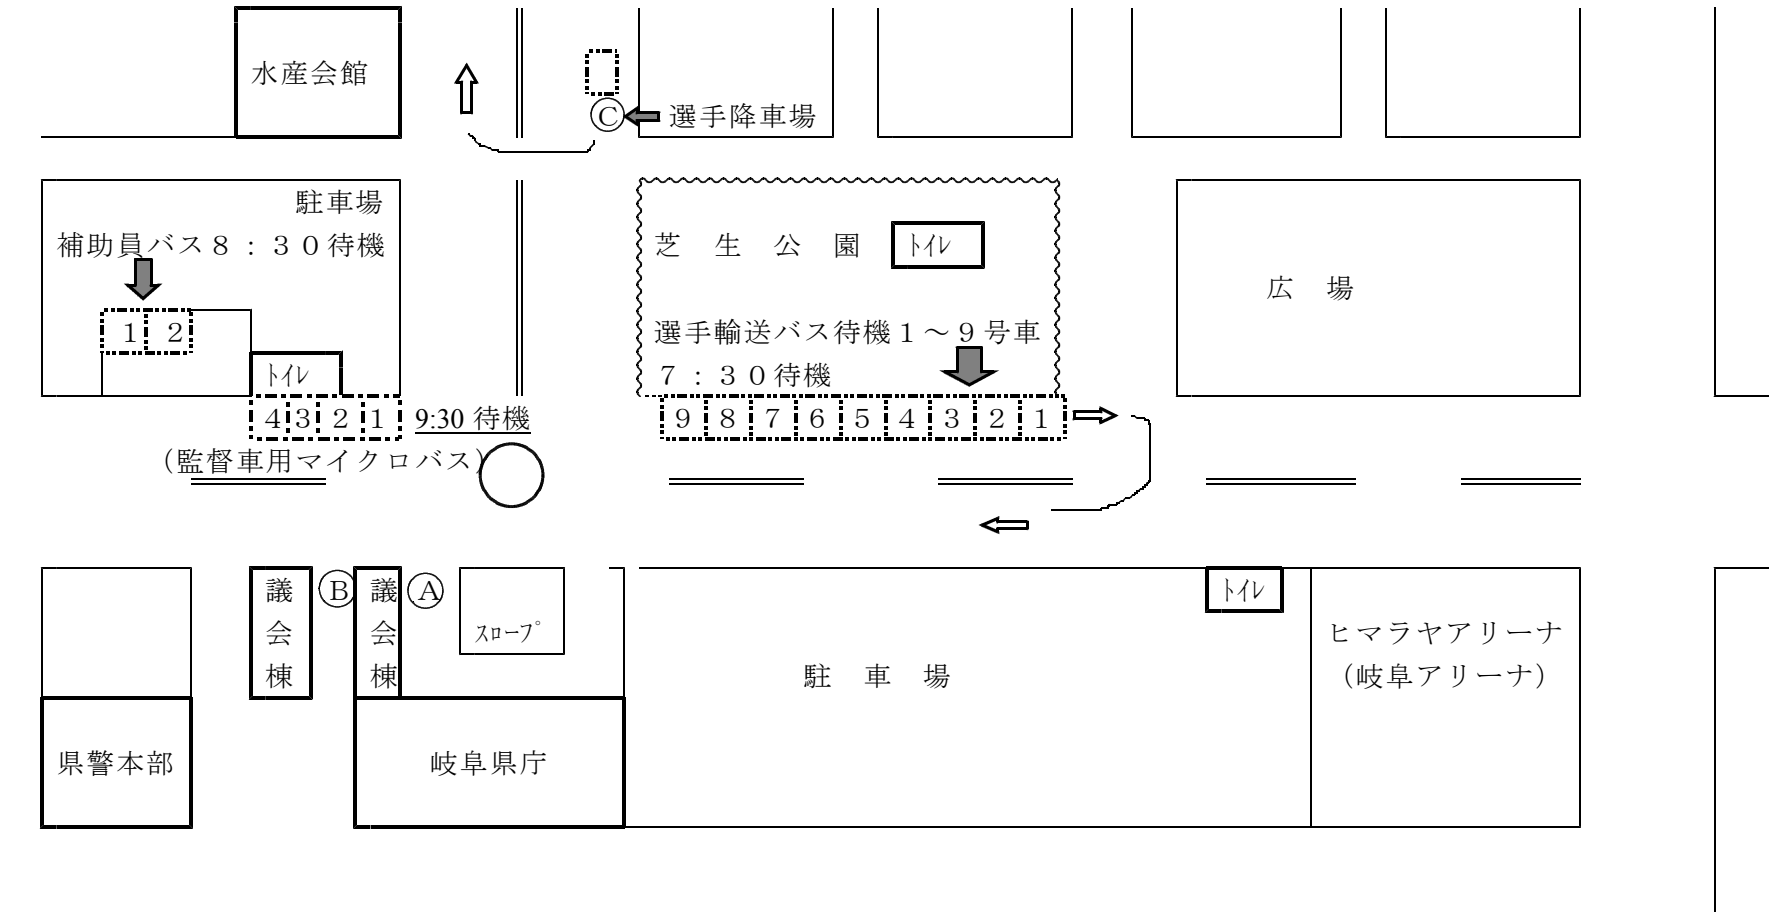 水産会館
Ⓒ
選手降車場
駐車場
補助員バス８：３０待機
１ ２
ﾄｲﾚ
４ ３ ２ １
9:30 待機
（監督車用マイクロバス）
芝　生　公　園
ﾄｲﾚ
選手輸送バス待機１～９号車
７：３０待機
９ ８ ７ ６ ５ ４ ３ ２ １
広　場
議会棟
Ⓑ
議会棟
Ⓐ
ｽﾛｰﾌﾟ
県警本部
岐阜県庁
駐　車　場
ﾄｲﾚ
ヒマラヤアリーナ
（岐阜アリーナ）